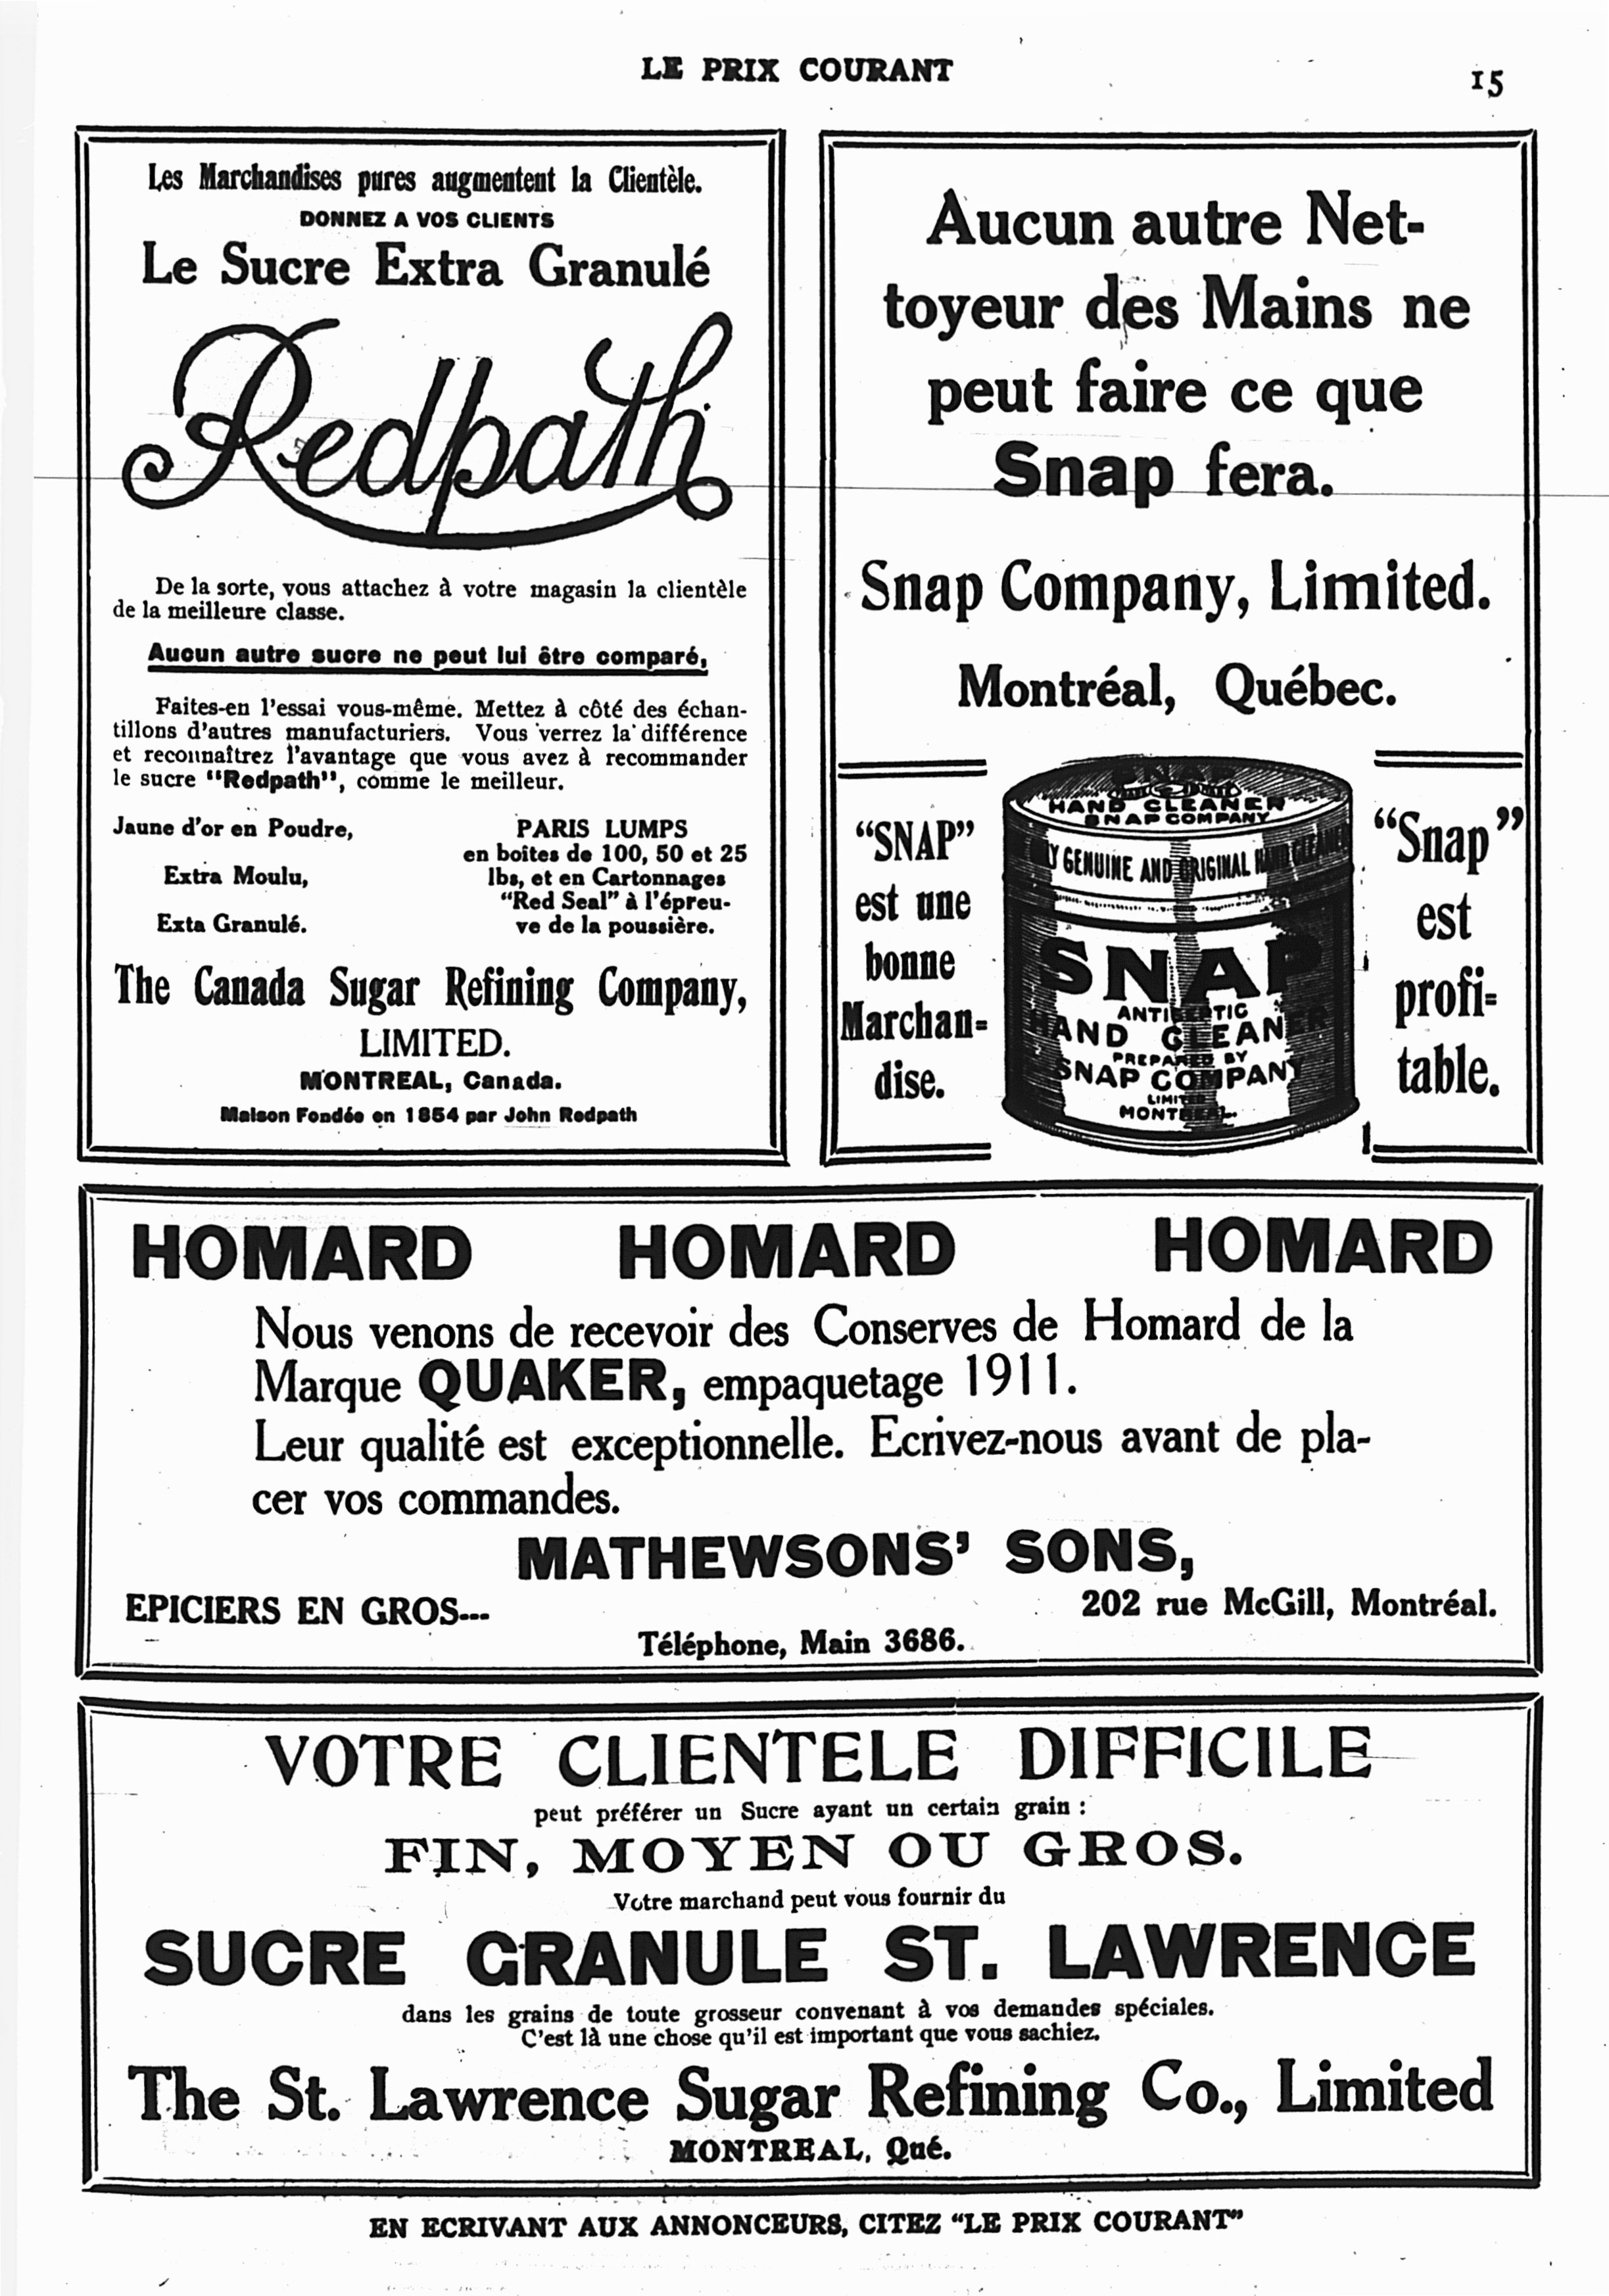 LE PRIX COURANT
15
Les Marchandises pures augmentent la Clientèle.
DONNEZ A VOS CLIENTS
Le Sucre Extra Granulé
Redpath
De la sorte, vous attachez à votre magasin la clientèle
de la meilleure classe.
Aucun autre sucre ne peut lui être comparé,
Faites-en l'essai vous-même. Mettez à côté des échan-
tillons d'autres manufacturiers. Vous verrez la différence
et reconnaîtrez l'avantage que vous avez à recommander
le sucre "Redpath", comme le meilleur.
Jaune d'or en Poudre,
Extra Moulu,
Exta Granulé.
PARIS LUMPS
en boites de 100, 50 et 25
lbs, et en Cartonnages
"Red Seal" à l'épreu-
ve de la poussière.
The Canada Sugar Refining Company,
LIMITED.
MONTREAL, Canada.
Maison Fondée en 1854 par John Redpath
Aucun autre Net-
toyeur des Mains ne
peut faire ce que
Snap fera.
Snap Company, Limited.
Montréal, Québec.
"SNAP"
est une
bonne
Marchan-
dise.
SNAP
HAND CLEANER
SNAP COMPANY
GENUINE AND ORIGINAL HAND CLEANER
SNAP
ANTISEPTIC
HAND CLEANER
PREPARED BY
SNAP COMPANY
LIMITED
MONTREAL
"Snap"
est
profi-
table.
HOMARD HOMARD HOMARD
Nous venons de recevoir des Conserves de Homard de la
Marque QUAKER, empaquetage 1911.
Leur qualité est exceptionnelle. Ecrivez-nous avant de pla-
cer vos commandes.
MATHEWSONS' SONS,
EPICIERS EN GROS---
202 rue McGill, Montréal.
Téléphone, Main 3686.
VOTRE CLIENTELE DIFFICILE
peut préférer un Sucre ayant un certain grain :
FIN, MOYEN OU GROS.
Votre marchand peut vous fournir du
SUCRE GRANULE ST. LAWRENCE
dans les grains de toute grosseur convenant à vos demandes spéciales.
C'est là une chose qu'il est important que vous sachiez.
The St. Lawrence Sugar Refining Co., Limited
MONTREAL, Qué.
EN ECRIVANT AUX ANNONCEURS, CITEZ "LE PRIX COURANT"